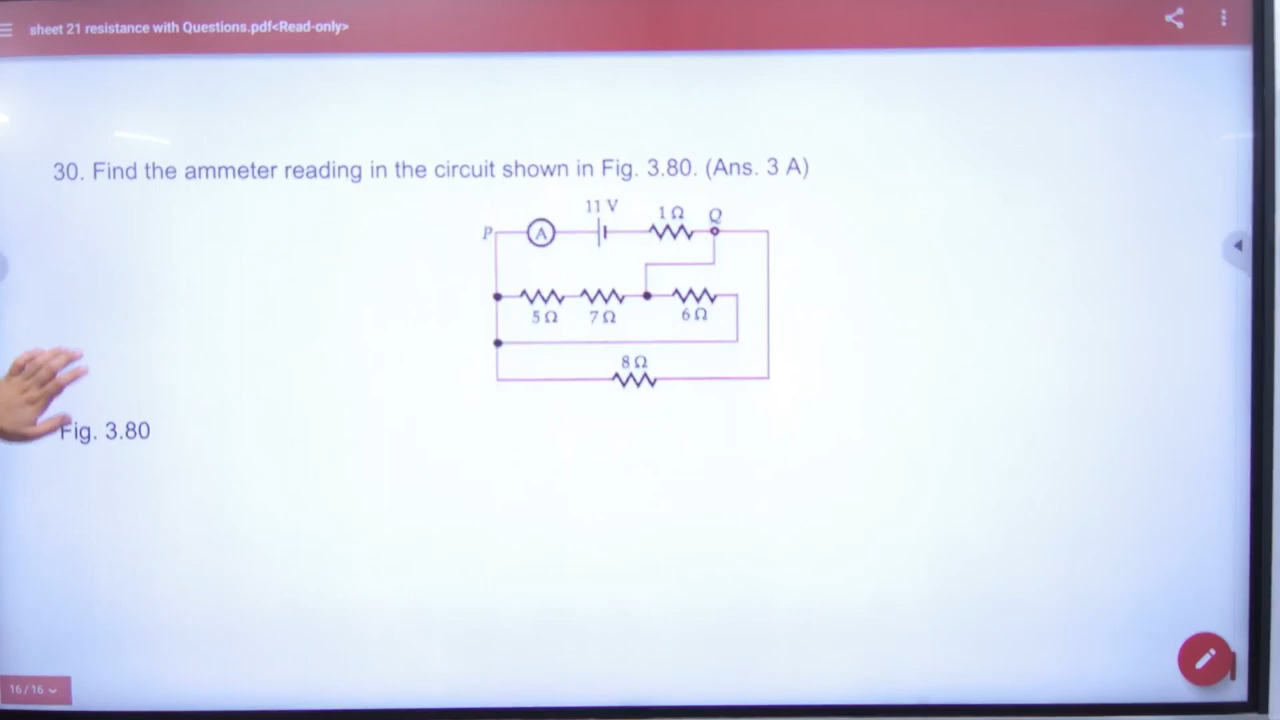 sheet 21 resistance with Questions.pdf<Read-only>
30. Find the ammeter reading in the circuit shown in Fig. 3.80. (Ans. 3 A)
11 V
1 Ω Q
P A
5 Ω 7 Ω 6 Ω
8 Ω
Fig. 3.80
16 / 16